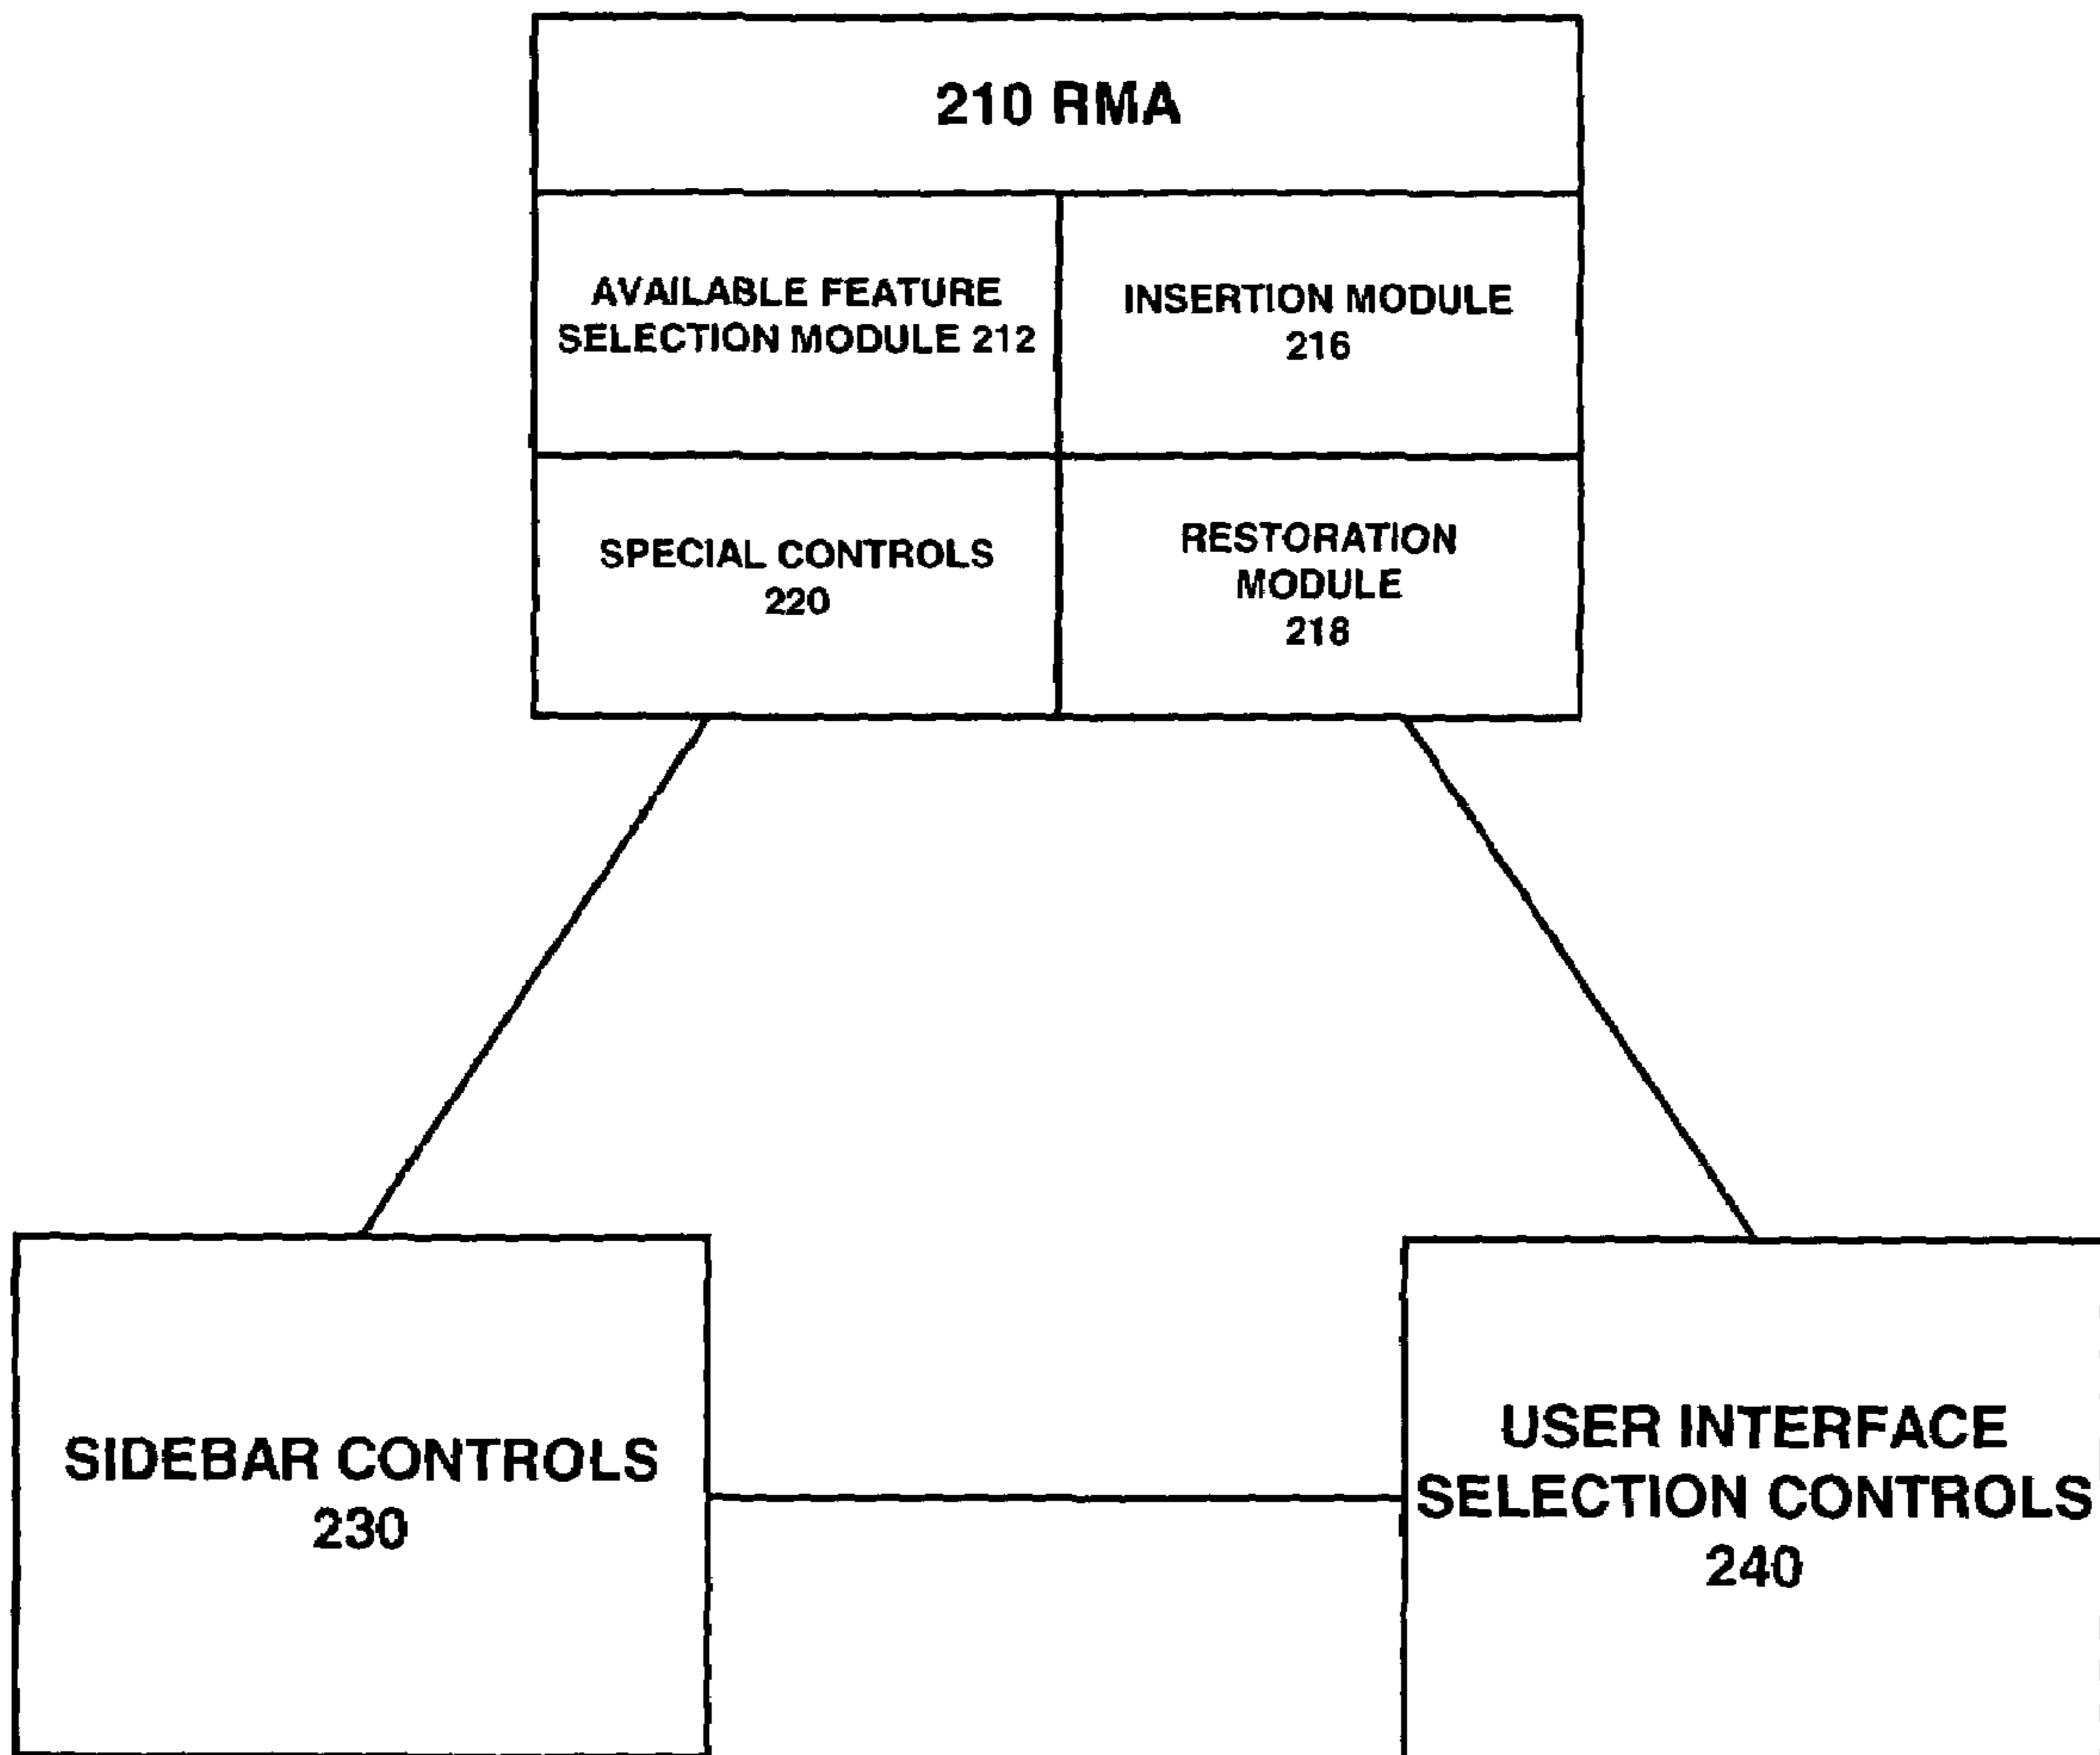 210 RMA
AVAILABLE FEATURE
SELECTION MODULE 212
INSERTION MODULE
216
SPECIAL CONTROLS
220
RESTORATION
MODULE
218
SIDEBAR CONTROLS
230
USER INTERFACE
SELECTION CONTROLS
240